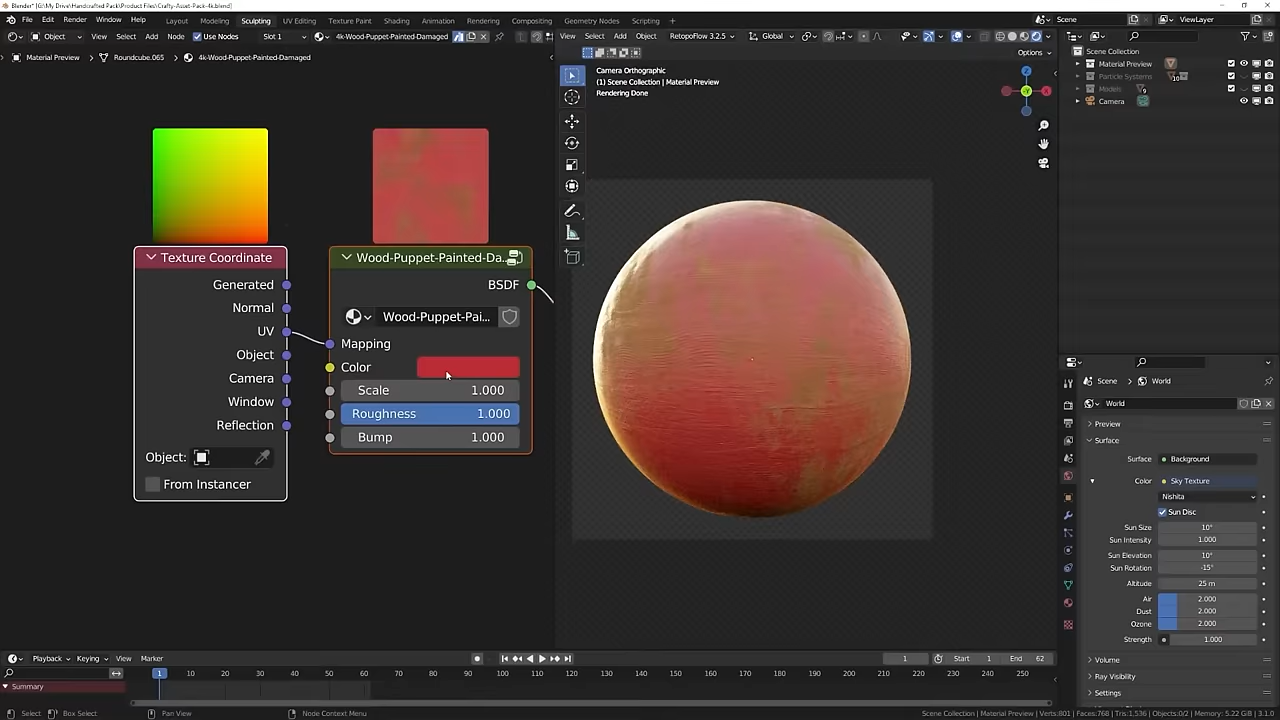 Blender* [G:\My Drive\Handcrafted Pack\Product Files\Crafty-Asset-Pack-4k.blend]
File Edit Render Window Help Layout Modeling Sculpting UV Editing Texture Paint Shading Animation Rendering Compositing Geometry Nodes Scripting + Scene ViewLayer
Object View Select Add Node Use Nodes Slot 1 4k-Wood-Puppet-Painted-Damaged View Select Add Object RetopoFlow 3.2.5 Global
Options
Material Preview > Roundcube.065 > 4k-Wood-Puppet-Painted-Damaged
Camera Orthographic
(1) Scene Collection | Material Preview
Rendering Done
Scene Collection
Material Preview
Particle Systems 10
Models 9
Camera
Texture Coordinate
Generated
Normal
UV
Object
Camera
Window
Reflection
Object:
From Instancer
Wood-Puppet-Painted-Da..
BSDF
Wood-Puppet-Pai...
Mapping
Color
Scale 1.000
Roughness 1.000
Bump 1.000
Z
-Y
X
Scene > World
World
Preview
Surface
Surface Background
Color Sky Texture
Nishita
Sun Disc
Sun Size 10°
Sun Intensity 1.000
Sun Elevation 10°
Sun Rotation -15°
Altitude 25 m
Air 2.000
Dust 2.000
Ozone 2.000
Strength 1.000
Volume
Ray Visibility
Settings
Playback Keying View Marker 1 Start 1 End 62
1 10 20 30 40 50 60 70 80 90 100 110 120 130 140 150 160 170 180 190 200 210 220 230 240 250
Summary
Select Box Select Pan View Node Context Menu Scene Collection | Material Preview | Verts:801 | Faces:768 | Tris:1,536 | Objects:0/2 | Memory: 5.22 GiB | 3.1.0